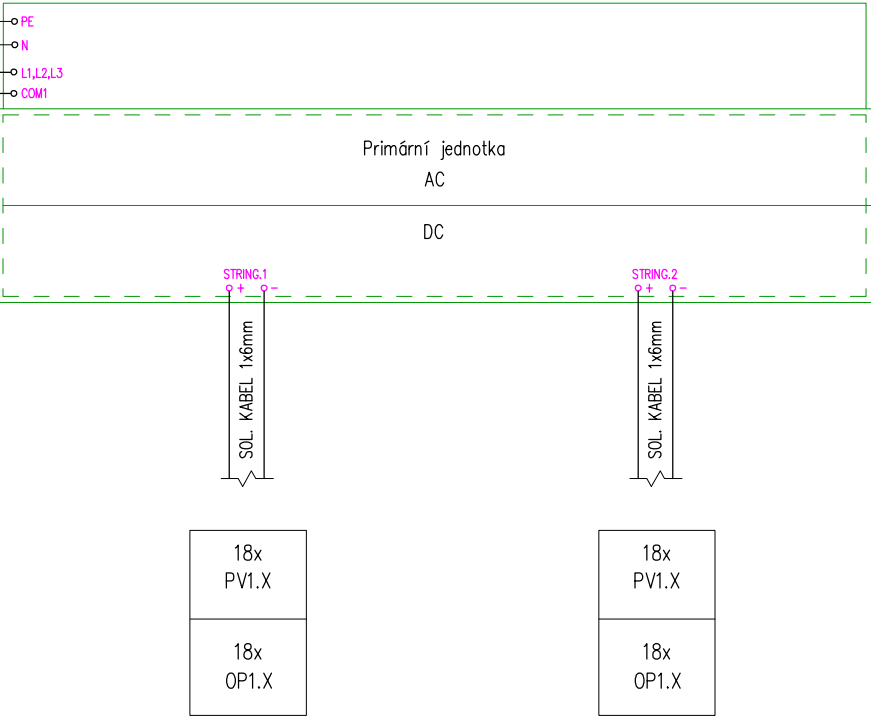 PE
N
L1,L2,L3
COM1
Primární jednotka
AC
DC
STRING.1
+ -
STRING.2
+ -
SOL. KABEL 1x6mm
SOL. KABEL 1x6mm
18x
PV1.X
18x
OP1.X
18x
PV1.X
18x
OP1.X